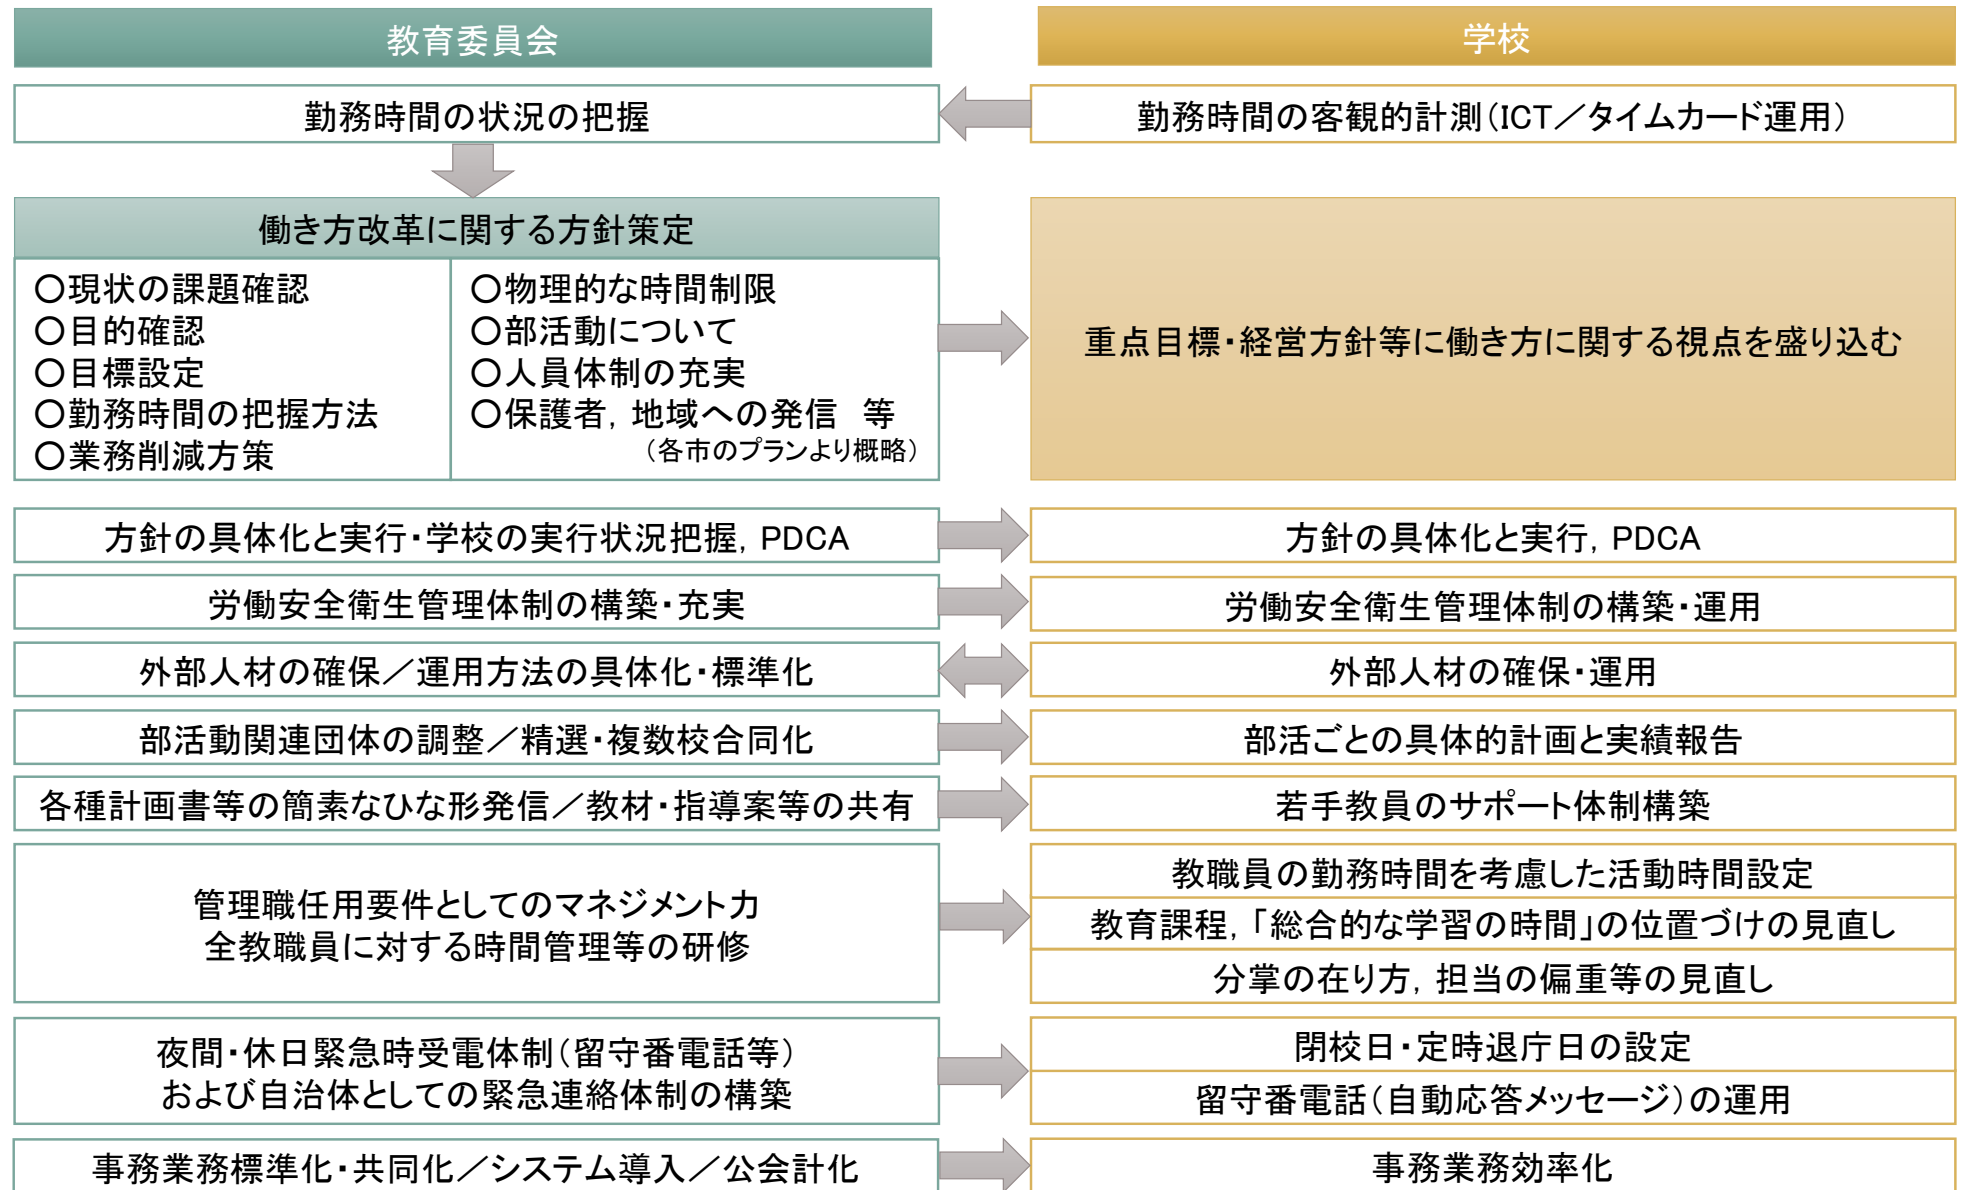 教育委員会
学校
勤務時間の状況の把握
勤務時間の客観的計測（ICT／タイムカード運用）
働き方改革に関する方針策定
〇現状の課題確認
〇目的確認
〇目標設定
〇勤務時間の把握方法
〇業務削減方策
〇物理的な時間制限
〇部活動について
〇人員体制の充実
〇保護者，地域への発信　等
（各市のプランより概略）
重点目標・経営方針等に働き方に関する視点を盛り込む
方針の具体化と実行・学校の実行状況把握，PDCA
方針の具体化と実行，PDCA
労働安全衛生管理体制の構築・充実
労働安全衛生管理体制の構築・運用
外部人材の確保／運用方法の具体化・標準化
外部人材の確保・運用
部活動関連団体の調整／精選・複数校合同化
部活ごとの具体的計画と実績報告
各種計画書等の簡素なひな形発信／教材・指導案等の共有
若手教員のサポート体制構築
管理職任用要件としてのマネジメント力
全教職員に対する時間管理等の研修
教職員の勤務時間を考慮した活動時間設定
教育課程，「総合的な学習の時間」の位置づけの見直し
分掌の在り方，担当の偏重等の見直し
夜間・休日緊急時受電体制（留守番電話等）
および自治体としての緊急連絡体制の構築
閉校日・定時退庁日の設定
留守番電話（自動応答メッセージ）の運用
事務業務標準化・共同化／システム導入／公会計化
事務業務効率化